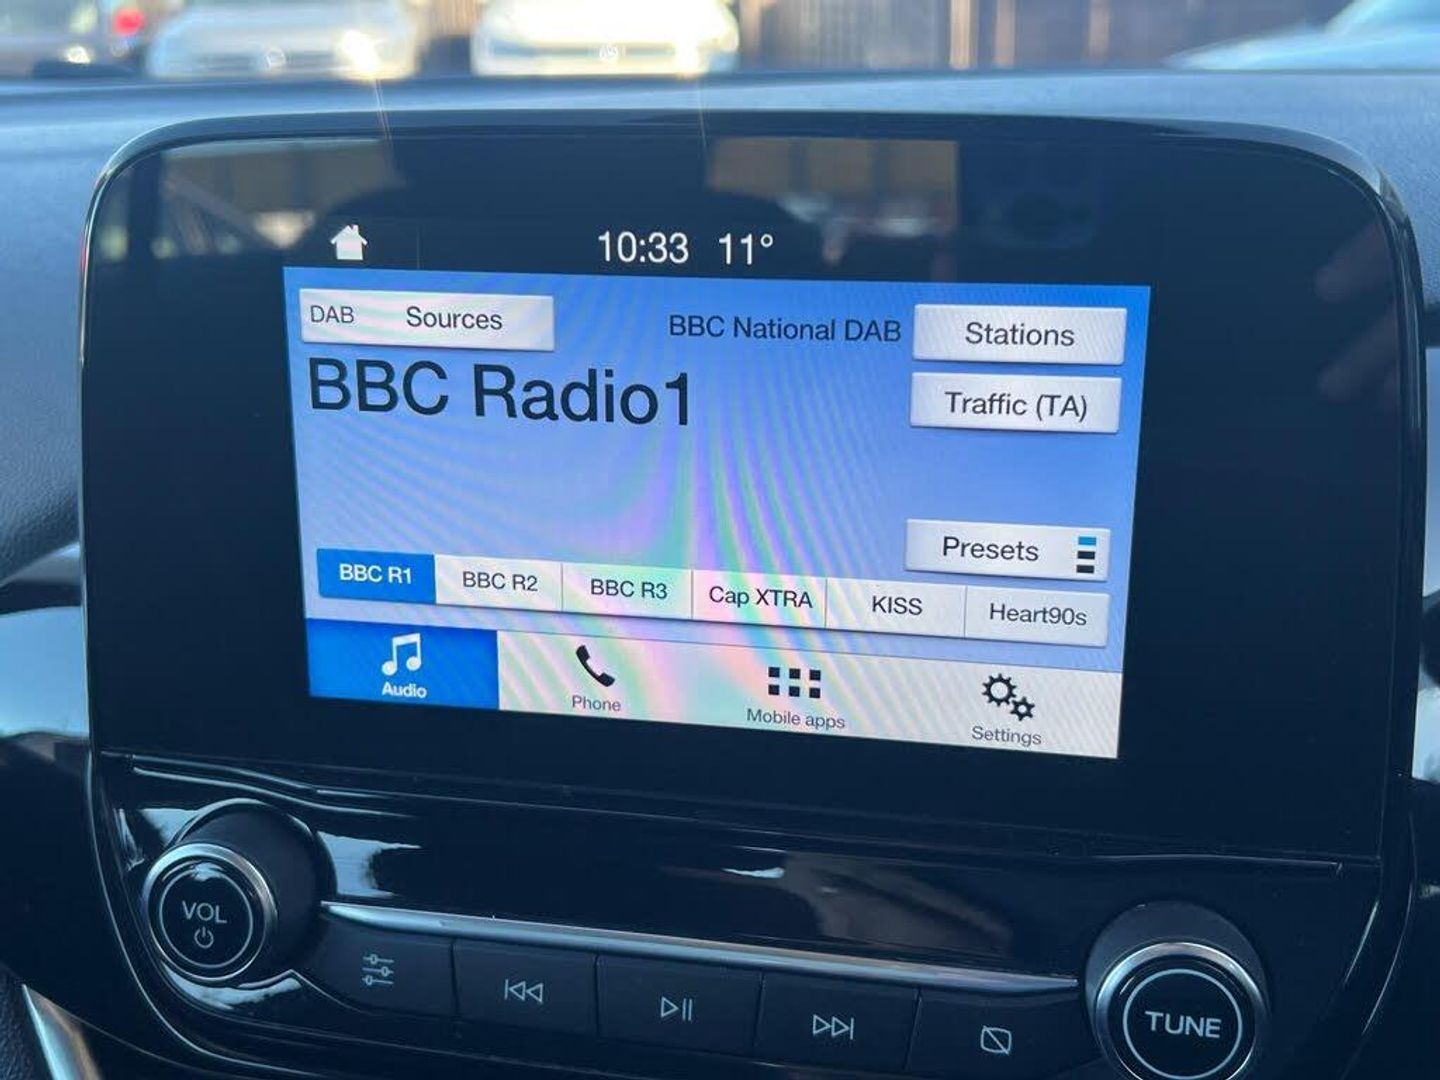 10:33 11°
DAB Sources
BBC National DAB
Stations
BBC Radio1
Traffic (TA)
Presets
BBC R1
BBC R2
BBC R3
Cap XTRA
KISS
Heart90s
Audio
Phone
Mobile apps
Settings
VOL
TUNE